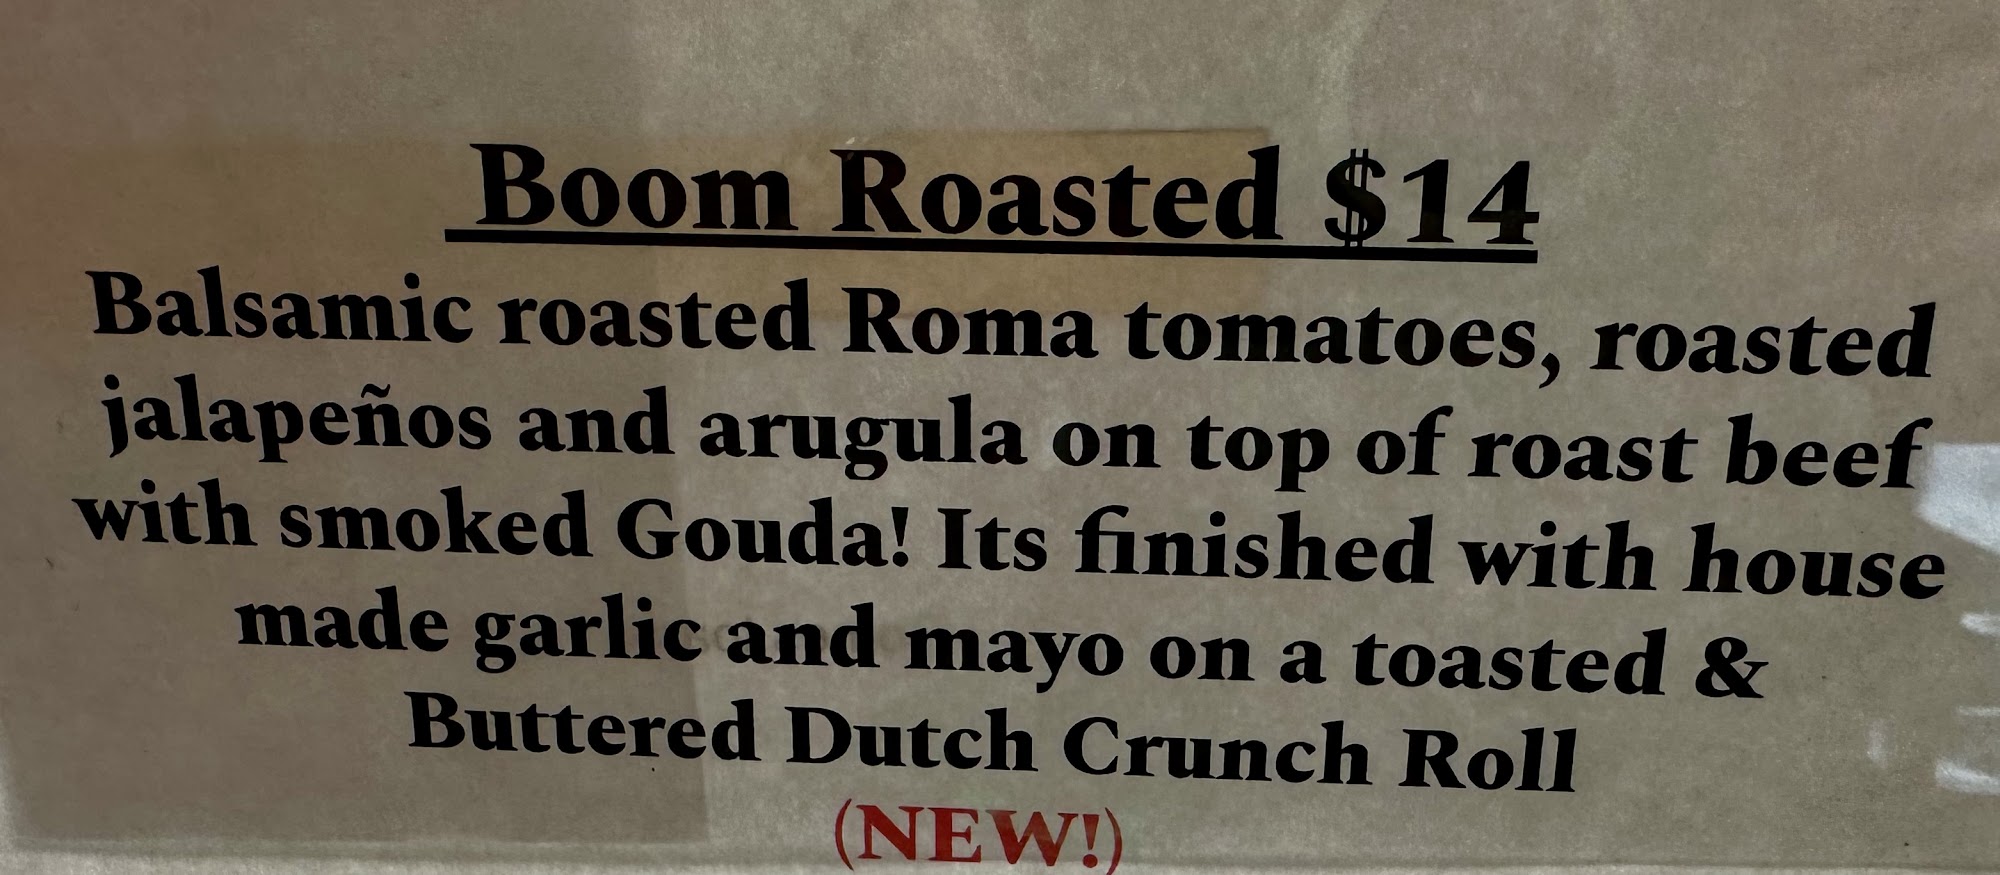 Boom Roasted $14
Balsamic roasted Roma tomatoes, roasted
jalapeños and arugula on top of roast beef
with smoked Gouda! Its finished with house
made garlic and mayo on a toasted &
Buttered Dutch Crunch Roll
(NEW!)